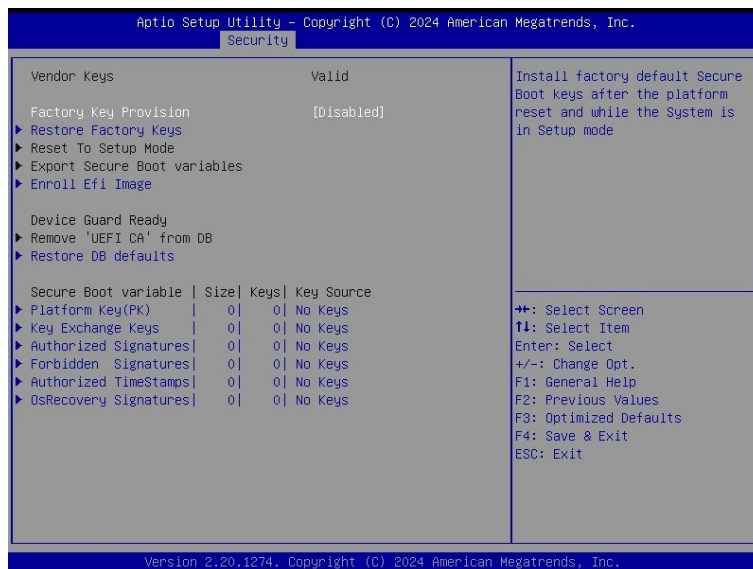 Aptio Setup Utility – Copyright (C) 2024 American Megatrends, Inc.
Security
Vendor Keys Valid
Factory Key Provision [Disabled]
Restore Factory Keys
Reset To Setup Mode
Export Secure Boot variables
Enroll Efi Image
Device Guard Ready
Remove 'UEFI CA' from DB
Restore DB defaults
Secure Boot variable | Size| Keys| Key Source
Platform Key(PK) | 0| 0| No Keys
Key Exchange Keys | 0| 0| No Keys
Authorized Signatures| 0| 0| No Keys
Forbidden Signatures| 0| 0| No Keys
Authorized TimeStamps| 0| 0| No Keys
OsRecovery Signatures| 0| 0| No Keys
Install factory default Secure
Boot keys after the platform
reset and while the System is
in Setup mode
→←: Select Screen
↑↓: Select Item
Enter: Select
+/-: Change Opt.
F1: General Help
F2: Previous Values
F3: Optimized Defaults
F4: Save & Exit
ESC: Exit
Version 2.20.1274. Copyright (C) 2024 American Megatrends, Inc.